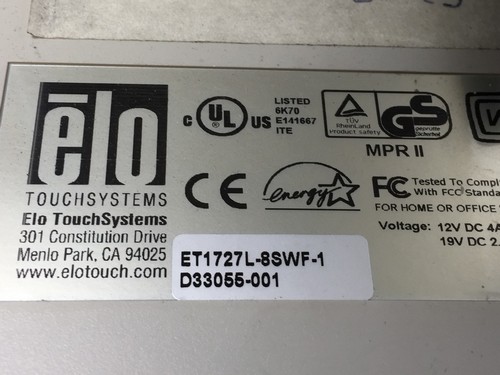 elo
TOUCHSYSTEMS
Elo TouchSystems
301 Constitution Drive
Menlo Park, CA 94025
www.elotouch.com
C UL US
LISTED
6K70
E141667
ITE
TÜV
RheinLand
Product safety
GS
geprüfte
Sicherheit
MPR II
CE
energy
FC Tested To Compl
With FCC Standa
FOR HOME OR OFFICE
Voltage: 12V DC 4A
19V DC 2.
ET1727L-8SWF-1
D33055-001